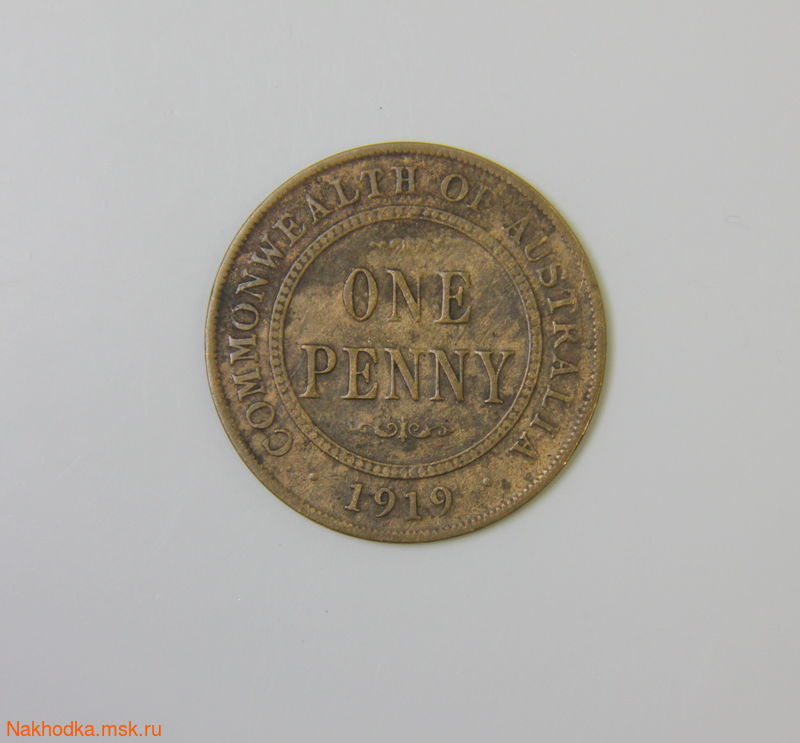 COMMONWEALTH OF AUSTRALIA
ONE
PENNY
1919
Nakhodka.msk.ru